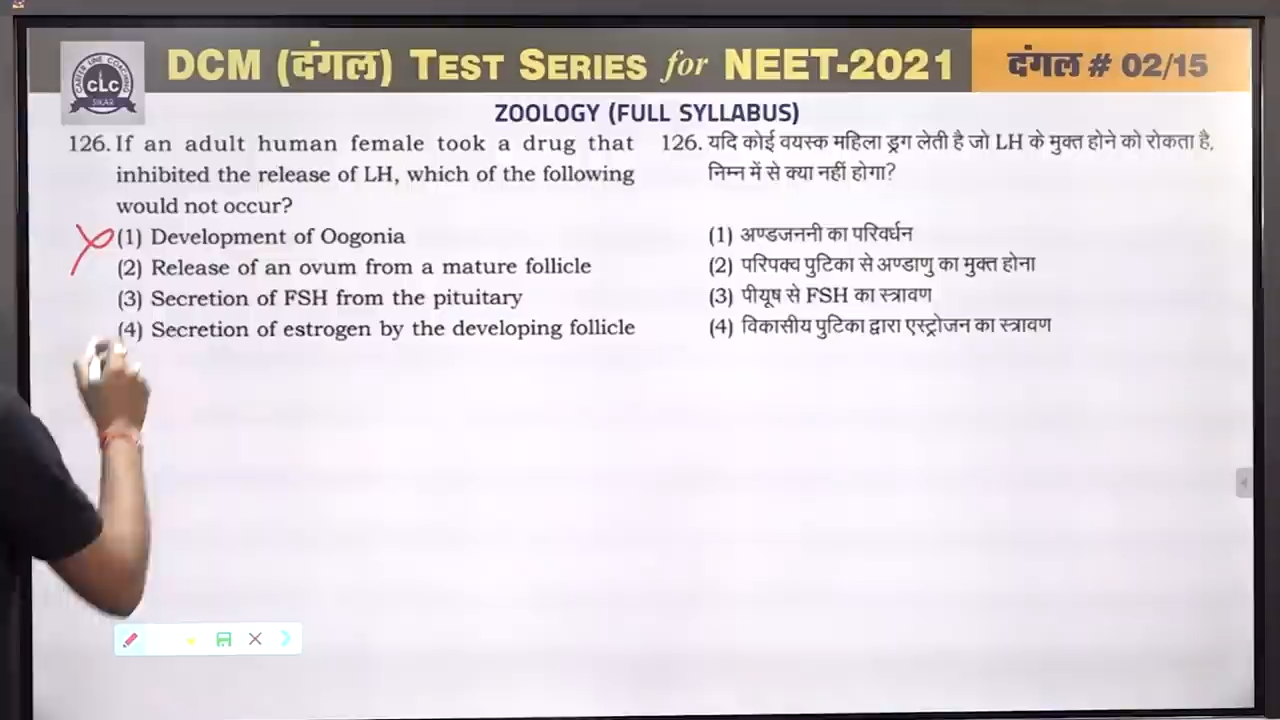 DCM (दंगल) TEST SERIES for NEET-2021
दंगल # 02/15
CAREER LINE COACHING
CLC
SIKAR
ZOOLOGY (FULL SYLLABUS)
126. If an adult human female took a drug that
inhibited the release of LH, which of the following
would not occur?
(1) Development of Oogonia
(2) Release of an ovum from a mature follicle
(3) Secretion of FSH from the pituitary
(4) Secretion of estrogen by the developing follicle
126. यदि कोई वयस्क महिला ड्रग लेती है जो LH के मुक्त होने को रोकता है,
निम्न में से क्या नहीं होगा?
(1) अण्डजननी का परिवर्धन
(2) परिपक्व पुटिका से अण्डाणु का मुक्त होना
(3) पीयूष से FSH का स्त्रावण
(4) विकासीय पुटिका द्वारा एस्ट्रोजन का स्त्रावण